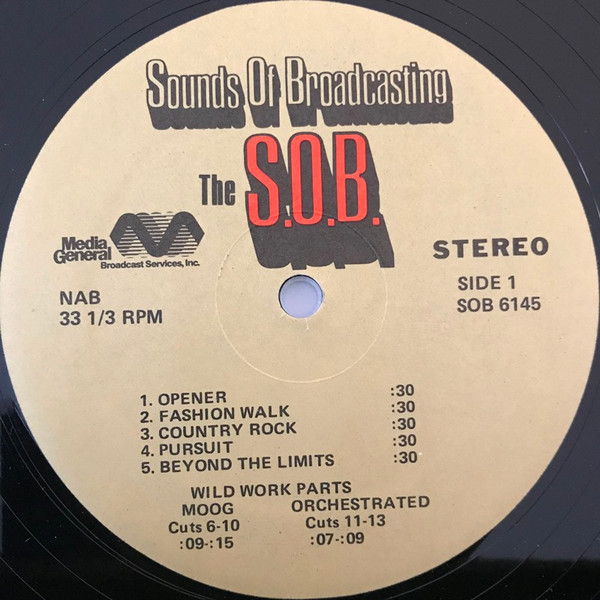 Sounds Of Broadcasting
The S.O.B.
Media
General
Broadcast Services, Inc.
STEREO
NAB
33 1/3 RPM
SIDE 1
SOB 6145
1. OPENER :30
2. FASHION WALK :30
3. COUNTRY ROCK :30
4. PURSUIT :30
5. BEYOND THE LIMITS :30
WILD WORK PARTS
MOOG ORCHESTRATED
Cuts 6-10 Cuts 11-13
:09-:15 :07-:09